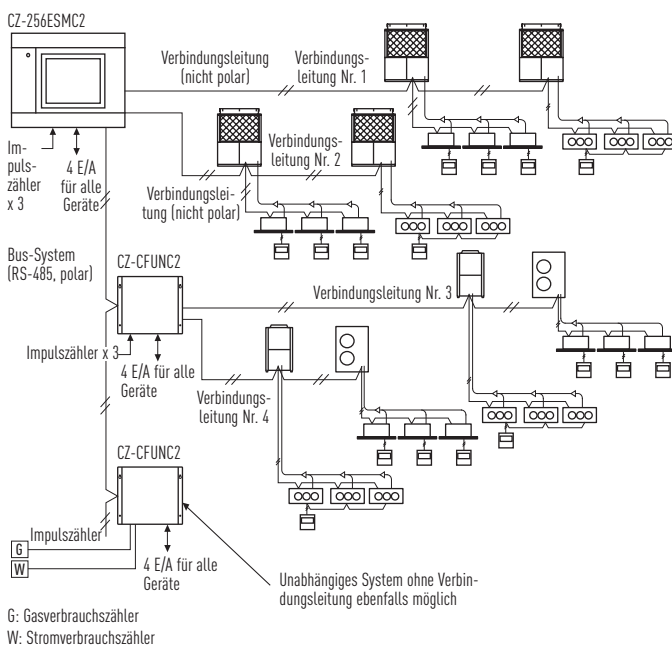 CZ-256ESMC2
Verbindungsleitung
(nicht polar)
Verbindungs-
leitung Nr. 1
Verbindungs-
leitung Nr. 2
Im-
puls-
zähler
x 3
4 E/A
für alle
Geräte
Verbindungslei-
tung (nicht polar)
Bus-System
(RS-485, polar)
CZ-CFUNC2
Verbindungsleitung Nr. 3
Impulszähler x 3
4 E/A für alle
Geräte
Verbindungs-
leitung Nr. 4
CZ-CFUNC2
Impulszähler
G
W
4 E/A für alle
Geräte
Unabhängiges System ohne Verbin-
dungsleitung ebenfalls möglich
G: Gasverbrauchszähler
W: Stromverbrauchszähler